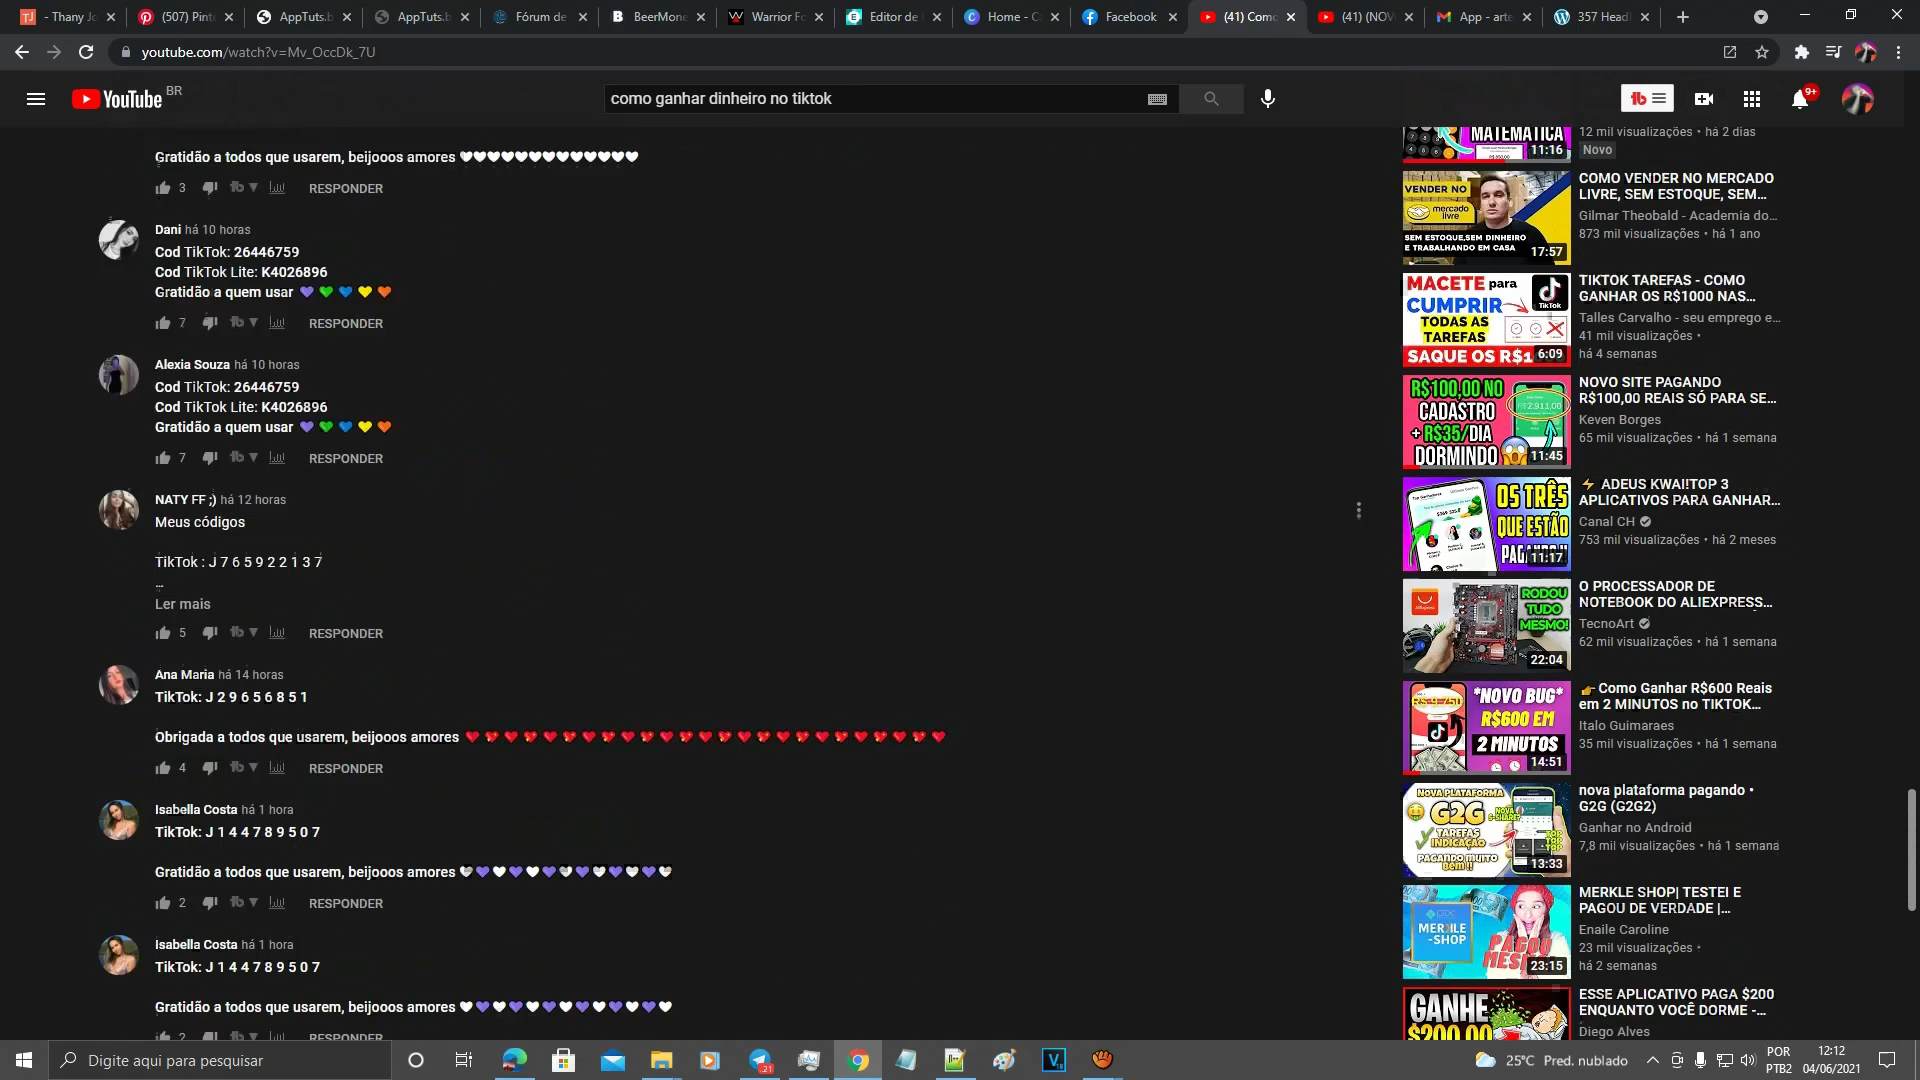 - Thany Jo
(507) Pint
AppTuts.b
AppTuts.b
Fórum de
BeerMone
Warrior Fo
Editor de
Home - Ca
Facebook
(41) Como
(41) (NOV
App - arte
357 Head
youtube.com/watch?v=Mv_OccDk_7U
YouTube BR
como ganhar dinheiro no tiktok
9+
Gratidão a todos que usarem, beijooos amores 🤍🤍🤍🤍🤍🤍🤍🤍🤍🤍🤍🤍🤍
3 RESPONDER
Dani há 10 horas
Cod TikTok: 26446759
Cod TikTok Lite: K4026896
Gratidão a quem usar 💜💚💙💛🧡
7 RESPONDER
Alexia Souza há 10 horas
Cod TikTok: 26446759
Cod TikTok Lite: K4026896
Gratidão a quem usar 💜💚💙💛🧡
7 RESPONDER
NATY FF ;) há 12 horas
Meus códigos
TikTok : J 7 6 5 9 2 2 1 3 7
...
Ler mais
5 RESPONDER
Ana Maria há 14 horas
TikTok: J 2 9 6 5 6 8 5 1
Obrigada a todos que usarem, beijooos amores ❤💖❤💖❤💖❤💖❤💖❤💖❤💖❤💖❤💖❤💖❤💖❤💖❤
4 RESPONDER
Isabella Costa há 1 hora
TikTok: J 1 4 4 7 8 9 5 0 7
Gratidão a todos que usarem, beijooos amores 🤍💜🤍💜🤍💜🤍💜🤍💜🤍💜🤍
2 RESPONDER
Isabella Costa há 1 hora
TikTok: J 1 4 4 7 8 9 5 0 7
Gratidão a todos que usarem, beijooos amores 🤍💜🤍💜🤍💜🤍💜🤍💜🤍💜🤍
2 RESPONDER
MATEMÁTICA
11:16
12 mil visualizações • há 2 dias
Novo
VENDER NO
mercado
livre
SEM ESTOQUE,SEM DINHEIRO
E TRABALHANDO EM CASA
17:57
COMO VENDER NO MERCADO
LIVRE, SEM ESTOQUE, SEM...
Gilmar Theobald - Academia do...
873 mil visualizações • há 1 ano
MACETE para
CUMPRIR
TODAS AS
TAREFAS
SAQUE OS R$1
TikTok
6:09
TIKTOK TAREFAS - COMO
GANHAR OS R$1000 NAS...
Talles Carvalho - seu emprego e...
41 mil visualizações •
há 4 semanas
R$100,00 NO
CADASTRO
+ R$35/DIA
DORMINDO
11:45
NOVO SITE PAGANDO
R$100,00 REAIS SÓ PARA SE...
Keven Borges
65 mil visualizações • há 1 semana
OS TRÊS
QUE ESTÃO
11:17
⚡ ADEUS KWAI!TOP 3
APLICATIVOS PARA GANHAR...
Canal CH
753 mil visualizações • há 2 meses
RODOU
TUDO
MESMO!
AliExpress
22:04
O PROCESSADOR DE
NOTEBOOK DO ALIEXPRESS...
TecnoArt
62 mil visualizações • há 1 semana
R$ 9.750
*NOVO BUG*
R$600 EM
2 MINUTOS
14:51
👉Como Ganhar R$600 Reais
em 2 MINUTOS no TIKTOK...
Italo Guimaraes
35 mil visualizações • há 1 semana
NOVA PLATAFORMA
G2G
TAREFAS
INDICAÇÃO
PAGANDO MUITO
BEM !!
TOP
TOP
TOP
13:33
nova plataforma pagando •
G2G (G2G2)
Ganhar no Android
7,8 mil visualizações • há 1 semana
MERKLE
-SHOP
PAGOU
23:15
MERKLE SHOP| TESTEI E
PAGOU DE VERDADE |...
Enaile Caroline
23 mil visualizações •
há 2 semanas
GANHE
$200,00
ESSE APLICATIVO PAGA $200
ENQUANTO VOCÊ DORME -...
Diego Alves
Digite aqui para pesquisar
25°C Pred. nublado
POR
PTB2
12:12
04/06/2021